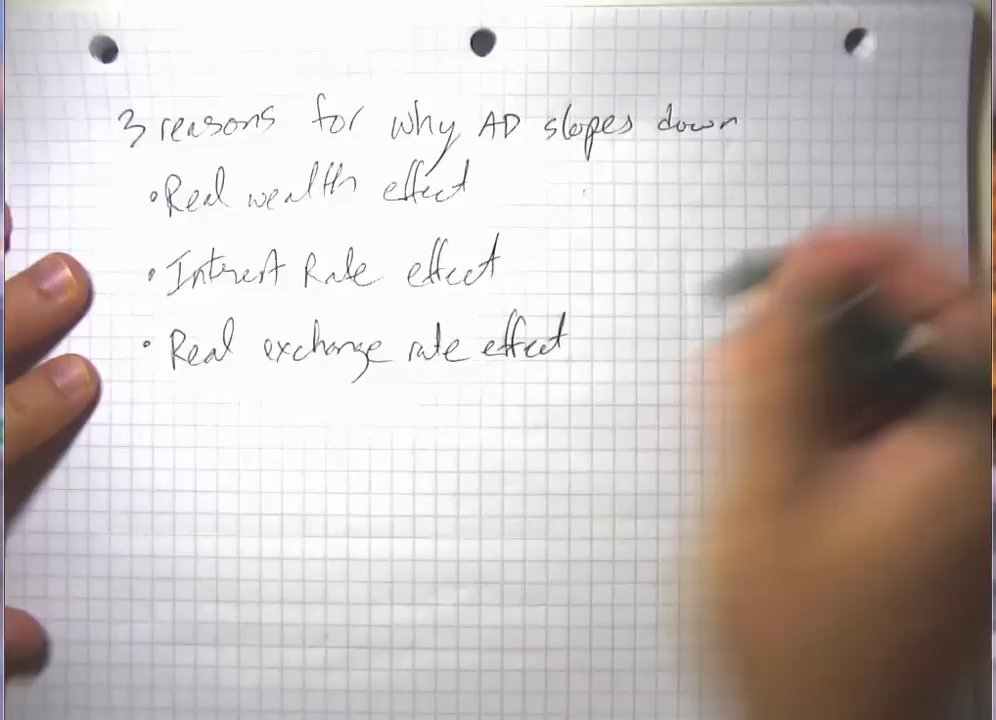 3 reasons for why AD slopes down
• Real wealth effect
• Interest Rate effect
• Real exchange rate effect